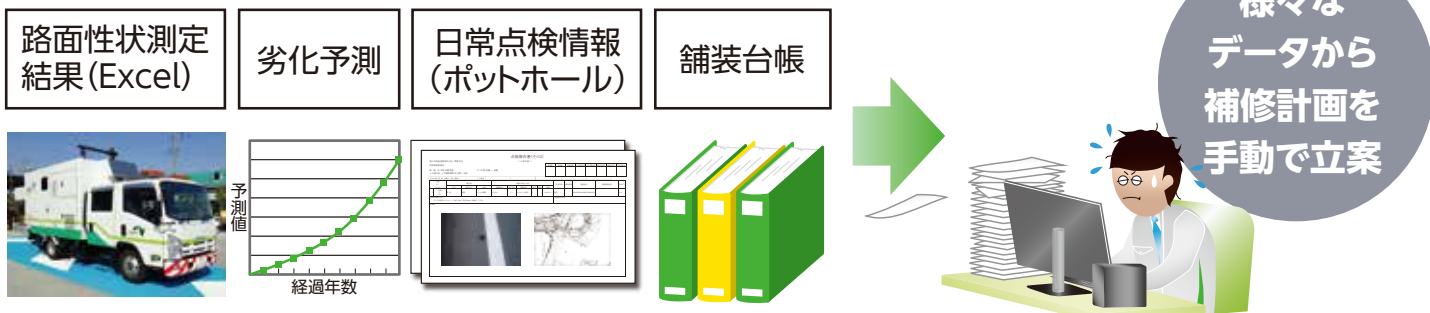 路面性状測定
結果(Excel)
劣化予測
日常点検情報
(ポットホール)
舗装台帳
予測値
経過年数
様々な
データから
補修計画を
手動で立案